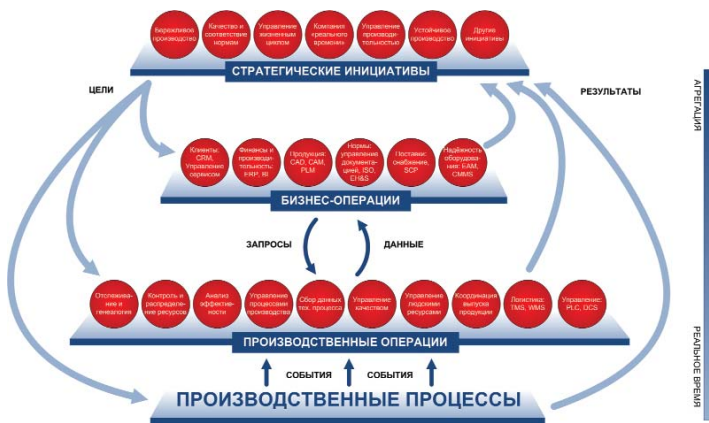 Бережливое
производство
Качество и
соответствие
нормам
Управление
жизненным
циклом
Компания
«реального
времени»
Управление
производи-
тельностью
Устойчивое
производство
Другие
инициативы
СТРАТЕГИЧЕСКИЕ ИНИЦИАТИВЫ
ЦЕЛИ
РЕЗУЛЬТАТЫ
АГРЕГАЦИЯ
Клиенты:
CRM,
Управление
сервисом
Финансы и
производи-
тельность:
ERP, BI
Продукция:
CAD, CAM,
PLM
Нормы:
управление
документа-
цией, ISO,
EH&S
Поставки:
снабжение,
SCP
Надёжность
оборудова-
ния: EAM,
CMMS
БИЗНЕС-ОПЕРАЦИИ
ЗАПРОСЫ
ДАННЫЕ
Отслежива-
ние и
генеалогия
Контроль и
распределе-
ние ресурсов
Анализ
эффектив-
ности
Управление
процессами
производства
Сбор данных
тех. процесса
Управление
качеством
Управление
людскими
ресурсами
Координация
выпуска
продукции
Логистика:
TMS, WMS
Управление:
PLC, DCS
ПРОИЗВОДСТВЕННЫЕ ОПЕРАЦИИ
СОБЫТИЯ
СОБЫТИЯ
РЕАЛЬНОЕ ВРЕМЯ
ПРОИЗВОДСТВЕННЫЕ ПРОЦЕССЫ